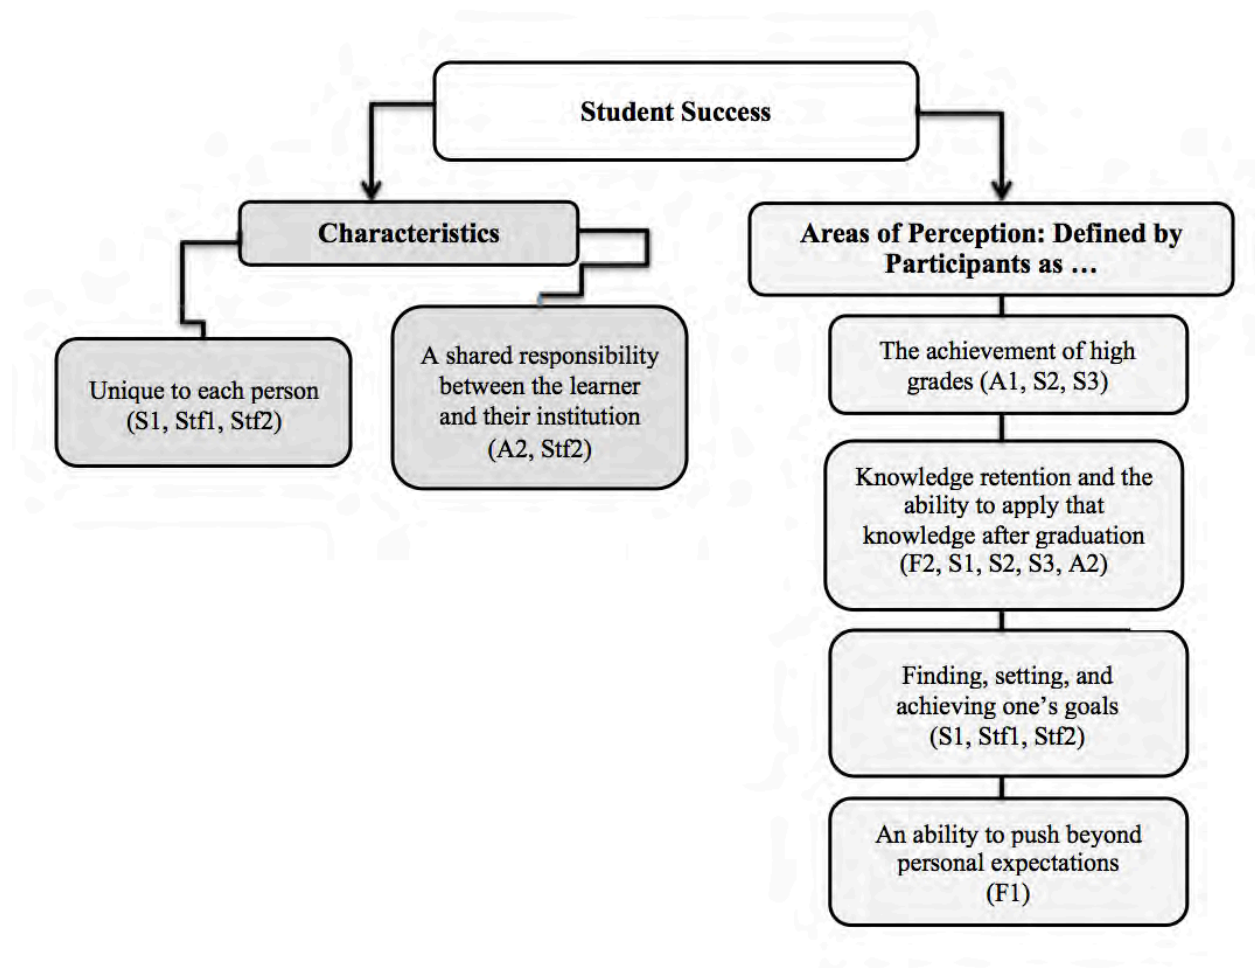 Student Success
Characteristics
Unique to each person
(S1, Stf1, Stf2)
A shared responsibility
between the learner
and their institution
(A2, Stf2)
Areas of Perception: Defined by
Participants as …
The achievement of high
grades (A1, S2, S3)
Knowledge retention and the
ability to apply that
knowledge after graduation
(F2, S1, S2, S3, A2)
Finding, setting, and
achieving one’s goals
(S1, Stf1, Stf2)
An ability to push beyond
personal expectations
(F1)